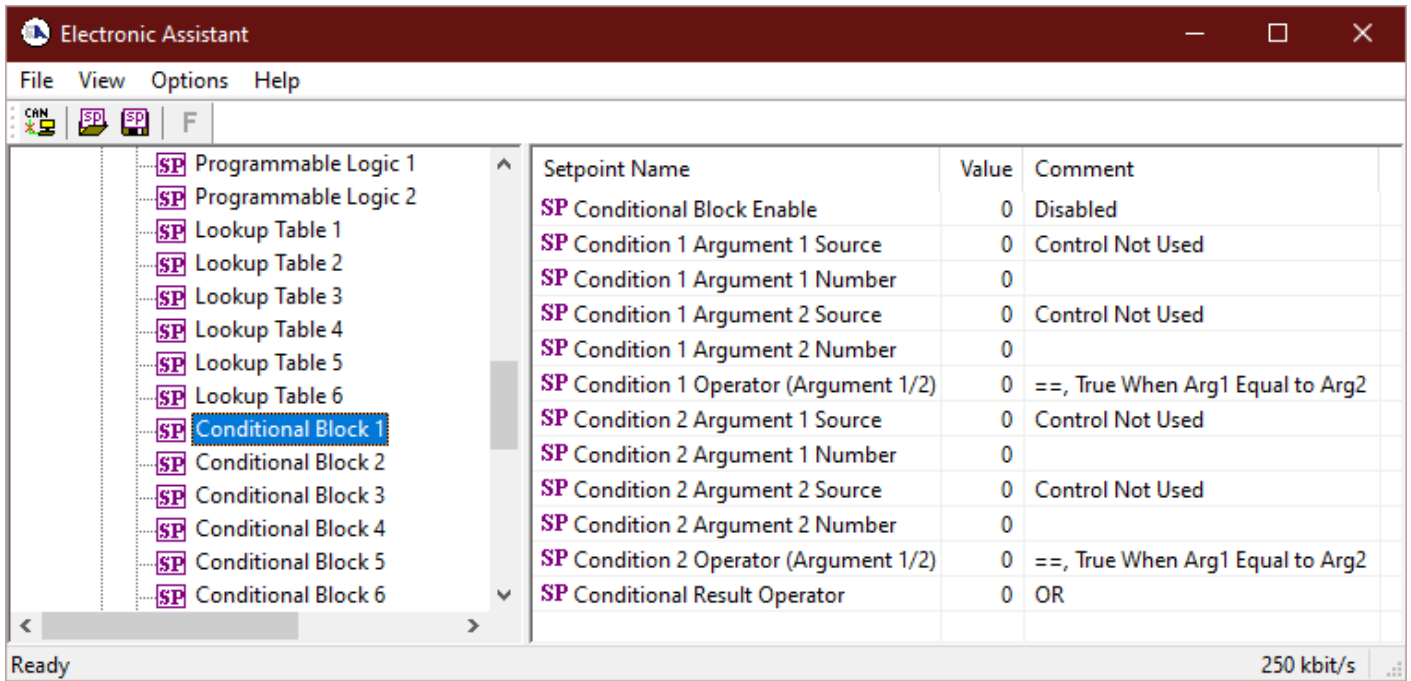 Electronic Assistant
File View Options Help
CAN SP SP F
SP Programmable Logic 1
SP Programmable Logic 2
SP Lookup Table 1
SP Lookup Table 2
SP Lookup Table 3
SP Lookup Table 4
SP Lookup Table 5
SP Lookup Table 6
SP Conditional Block 1
SP Conditional Block 2
SP Conditional Block 3
SP Conditional Block 4
SP Conditional Block 5
SP Conditional Block 6
Setpoint Name Value Comment
SP Conditional Block Enable 0 Disabled
SP Condition 1 Argument 1 Source 0 Control Not Used
SP Condition 1 Argument 1 Number 0
SP Condition 1 Argument 2 Source 0 Control Not Used
SP Condition 1 Argument 2 Number 0
SP Condition 1 Operator (Argument 1/2) 0 ==, True When Arg1 Equal to Arg2
SP Condition 2 Argument 1 Source 0 Control Not Used
SP Condition 2 Argument 1 Number 0
SP Condition 2 Argument 2 Source 0 Control Not Used
SP Condition 2 Argument 2 Number 0
SP Condition 2 Operator (Argument 1/2) 0 ==, True When Arg1 Equal to Arg2
SP Conditional Result Operator 0 OR
Ready 250 kbit/s